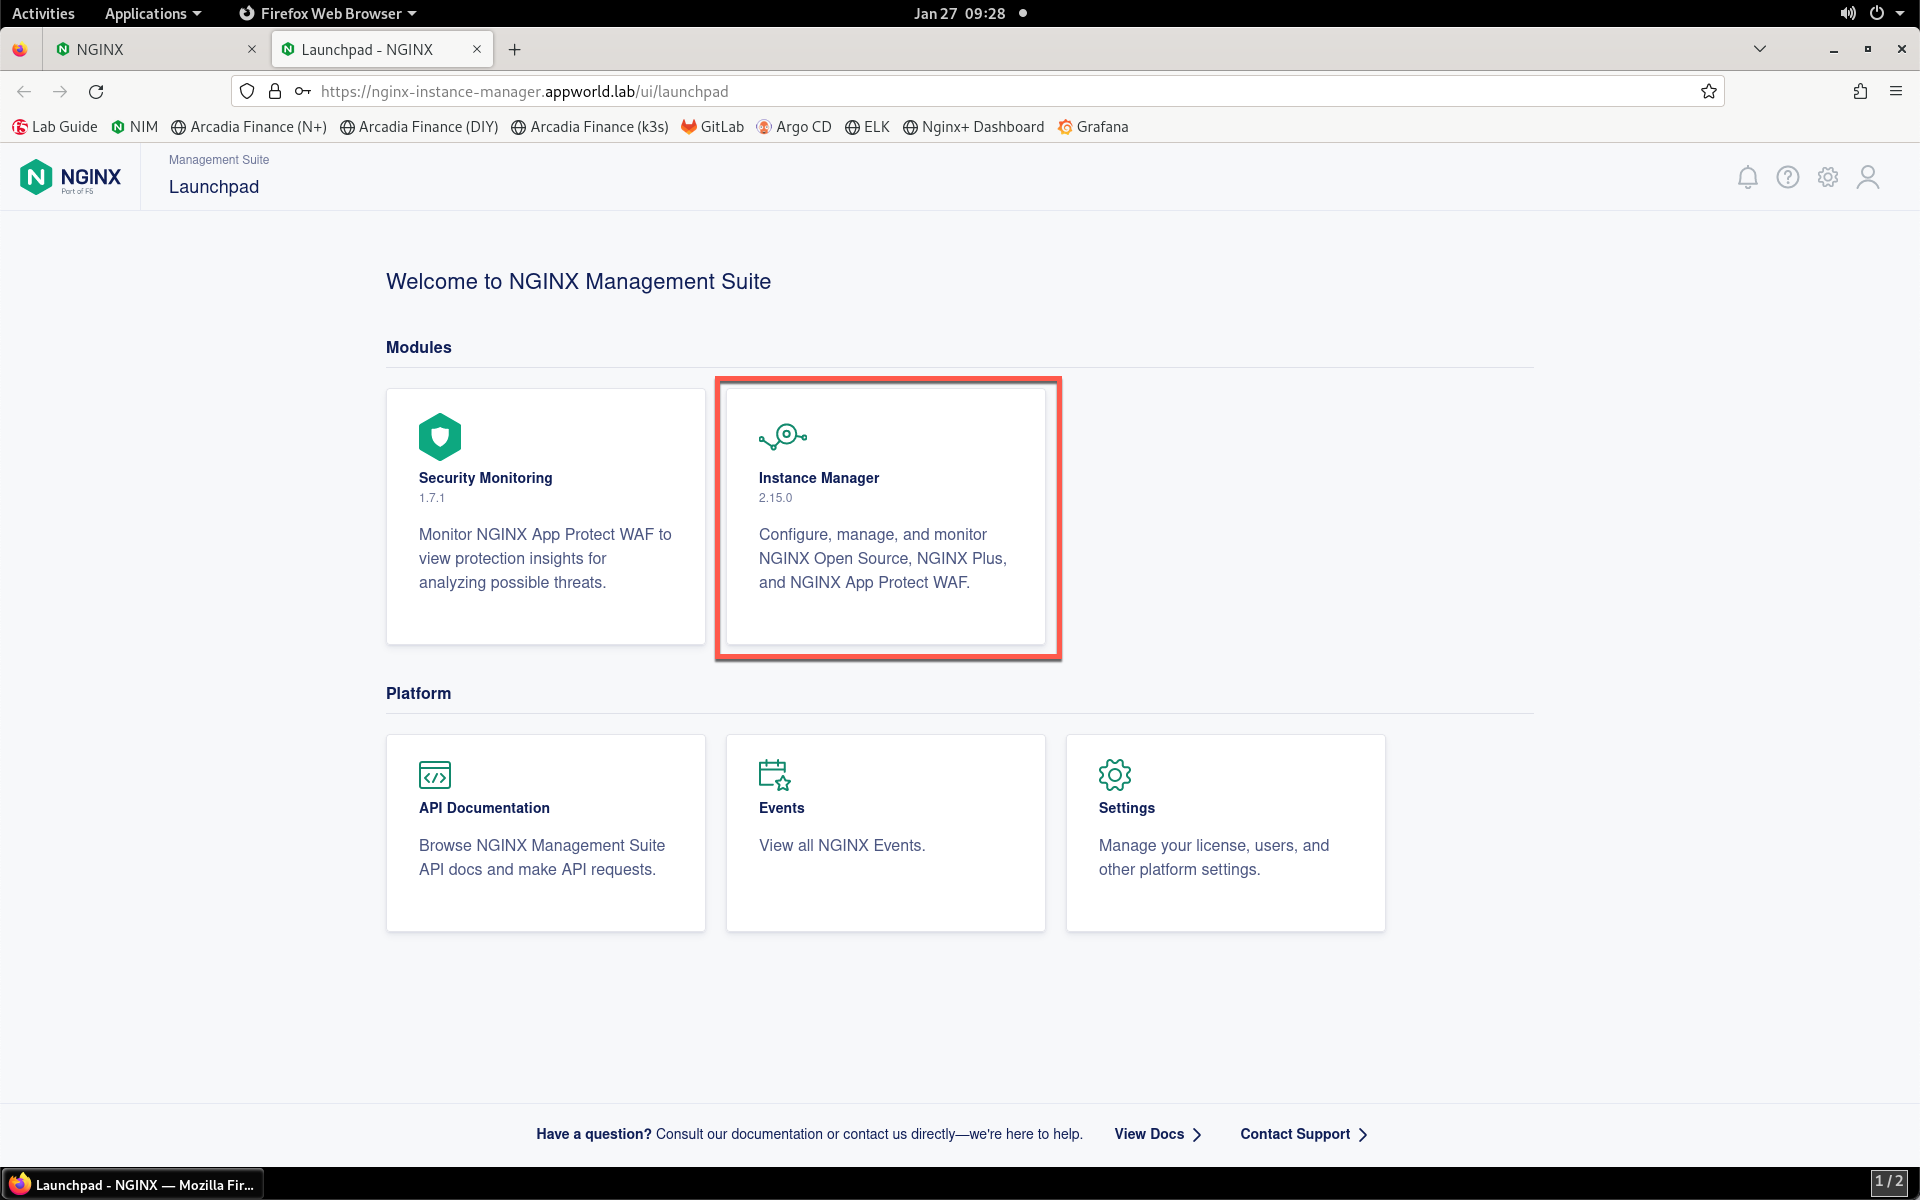 Activities Applications Firefox Web Browser Jan 27 09:28
NGINX Launchpad - NGINX
https://nginx-instance-manager.appworld.lab/ui/launchpad
Lab Guide NIM Arcadia Finance (N+) Arcadia Finance (DIY) Arcadia Finance (k3s) GitLab Argo CD ELK Nginx+ Dashboard Grafana
NGINX
Part of F5
Management Suite
Launchpad
Welcome to NGINX Management Suite
Modules
Security Monitoring
1.7.1
Monitor NGINX App Protect WAF to
view protection insights for
analyzing possible threats.
Instance Manager
2.15.0
Configure, manage, and monitor
NGINX Open Source, NGINX Plus,
and NGINX App Protect WAF.
Platform
API Documentation
Browse NGINX Management Suite
API docs and make API requests.
Events
View all NGINX Events.
Settings
Manage your license, users, and
other platform settings.
Have a question? Consult our documentation or contact us directly—we're here to help. View Docs Contact Support
Launchpad - NGINX — Mozilla Fir... 1 / 2